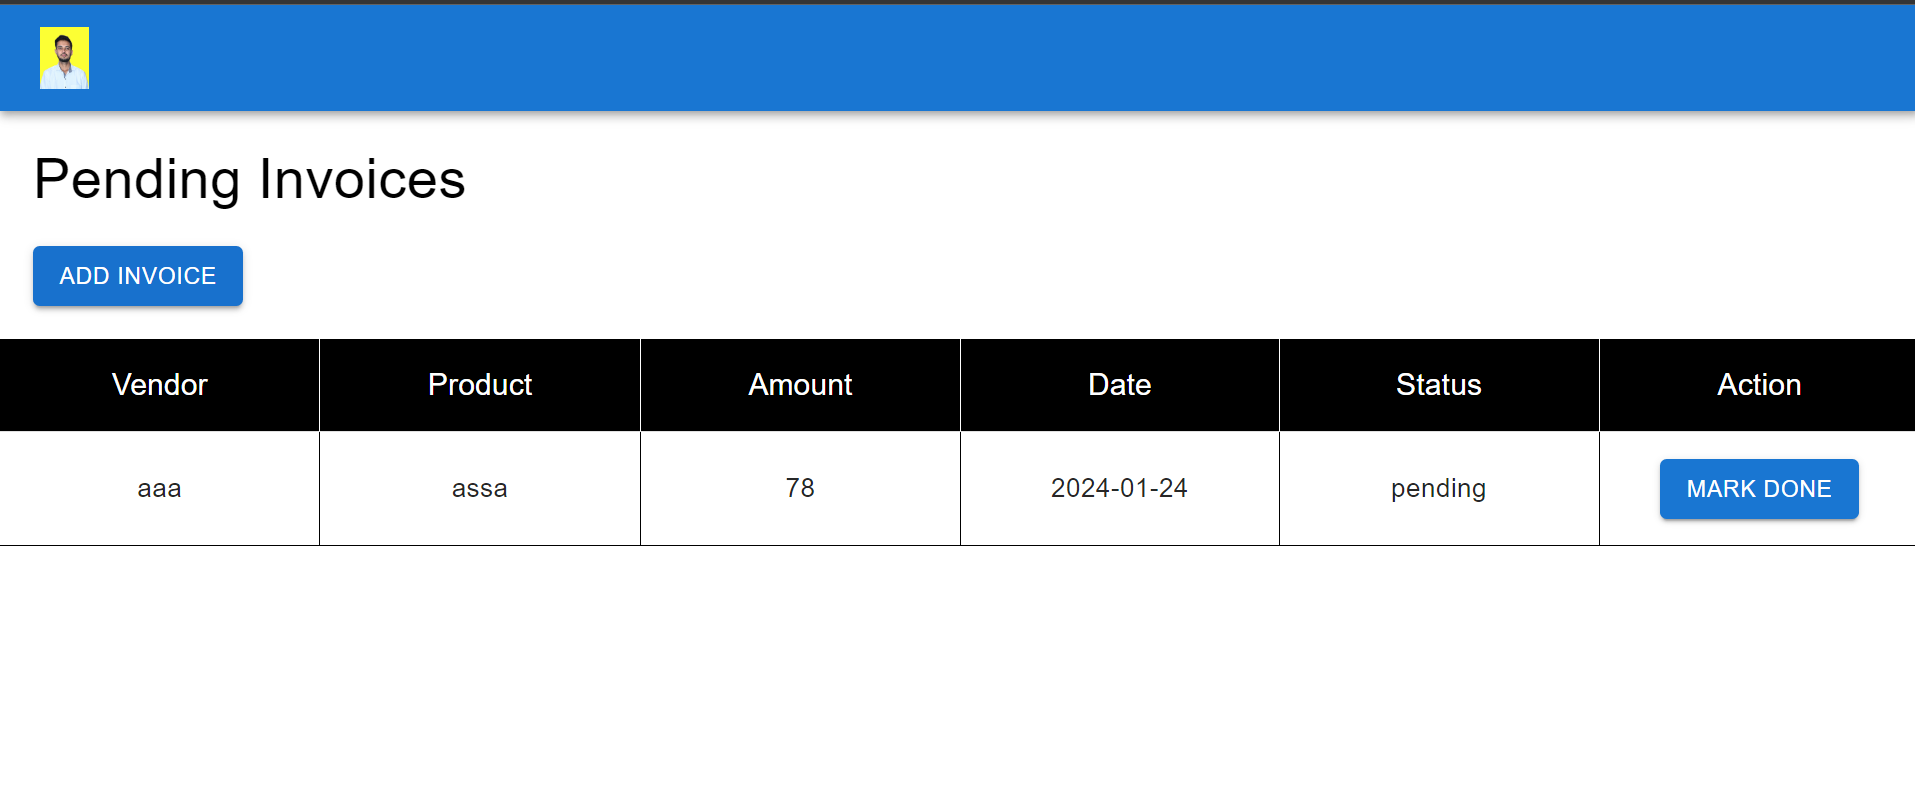 Pending Invoices
ADD INVOICE
Vendor Product Amount Date Status Action
aaa assa 78 2024-01-24 pending MARK DONE